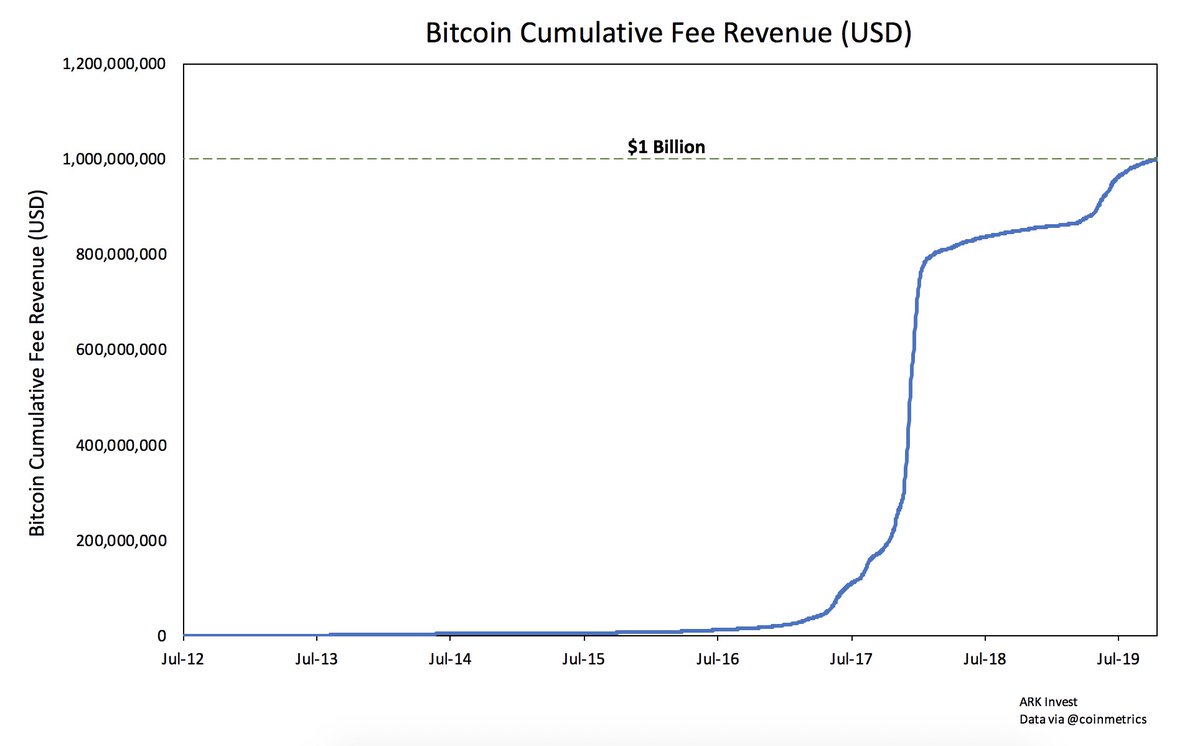 Bitcoin Cumulative Fee Revenue (USD)
1,200,000,000
$1 Billion
1,000,000,000
Bitcoin Cumulative Fee Revenue (USD)
800,000,000
600,000,000
400,000,000
200,000,000
0
Jul-12 Jul-13 Jul-14 Jul-15 Jul-16 Jul-17 Jul-18 Jul-19
ARK Invest
Data via @coinmetrics